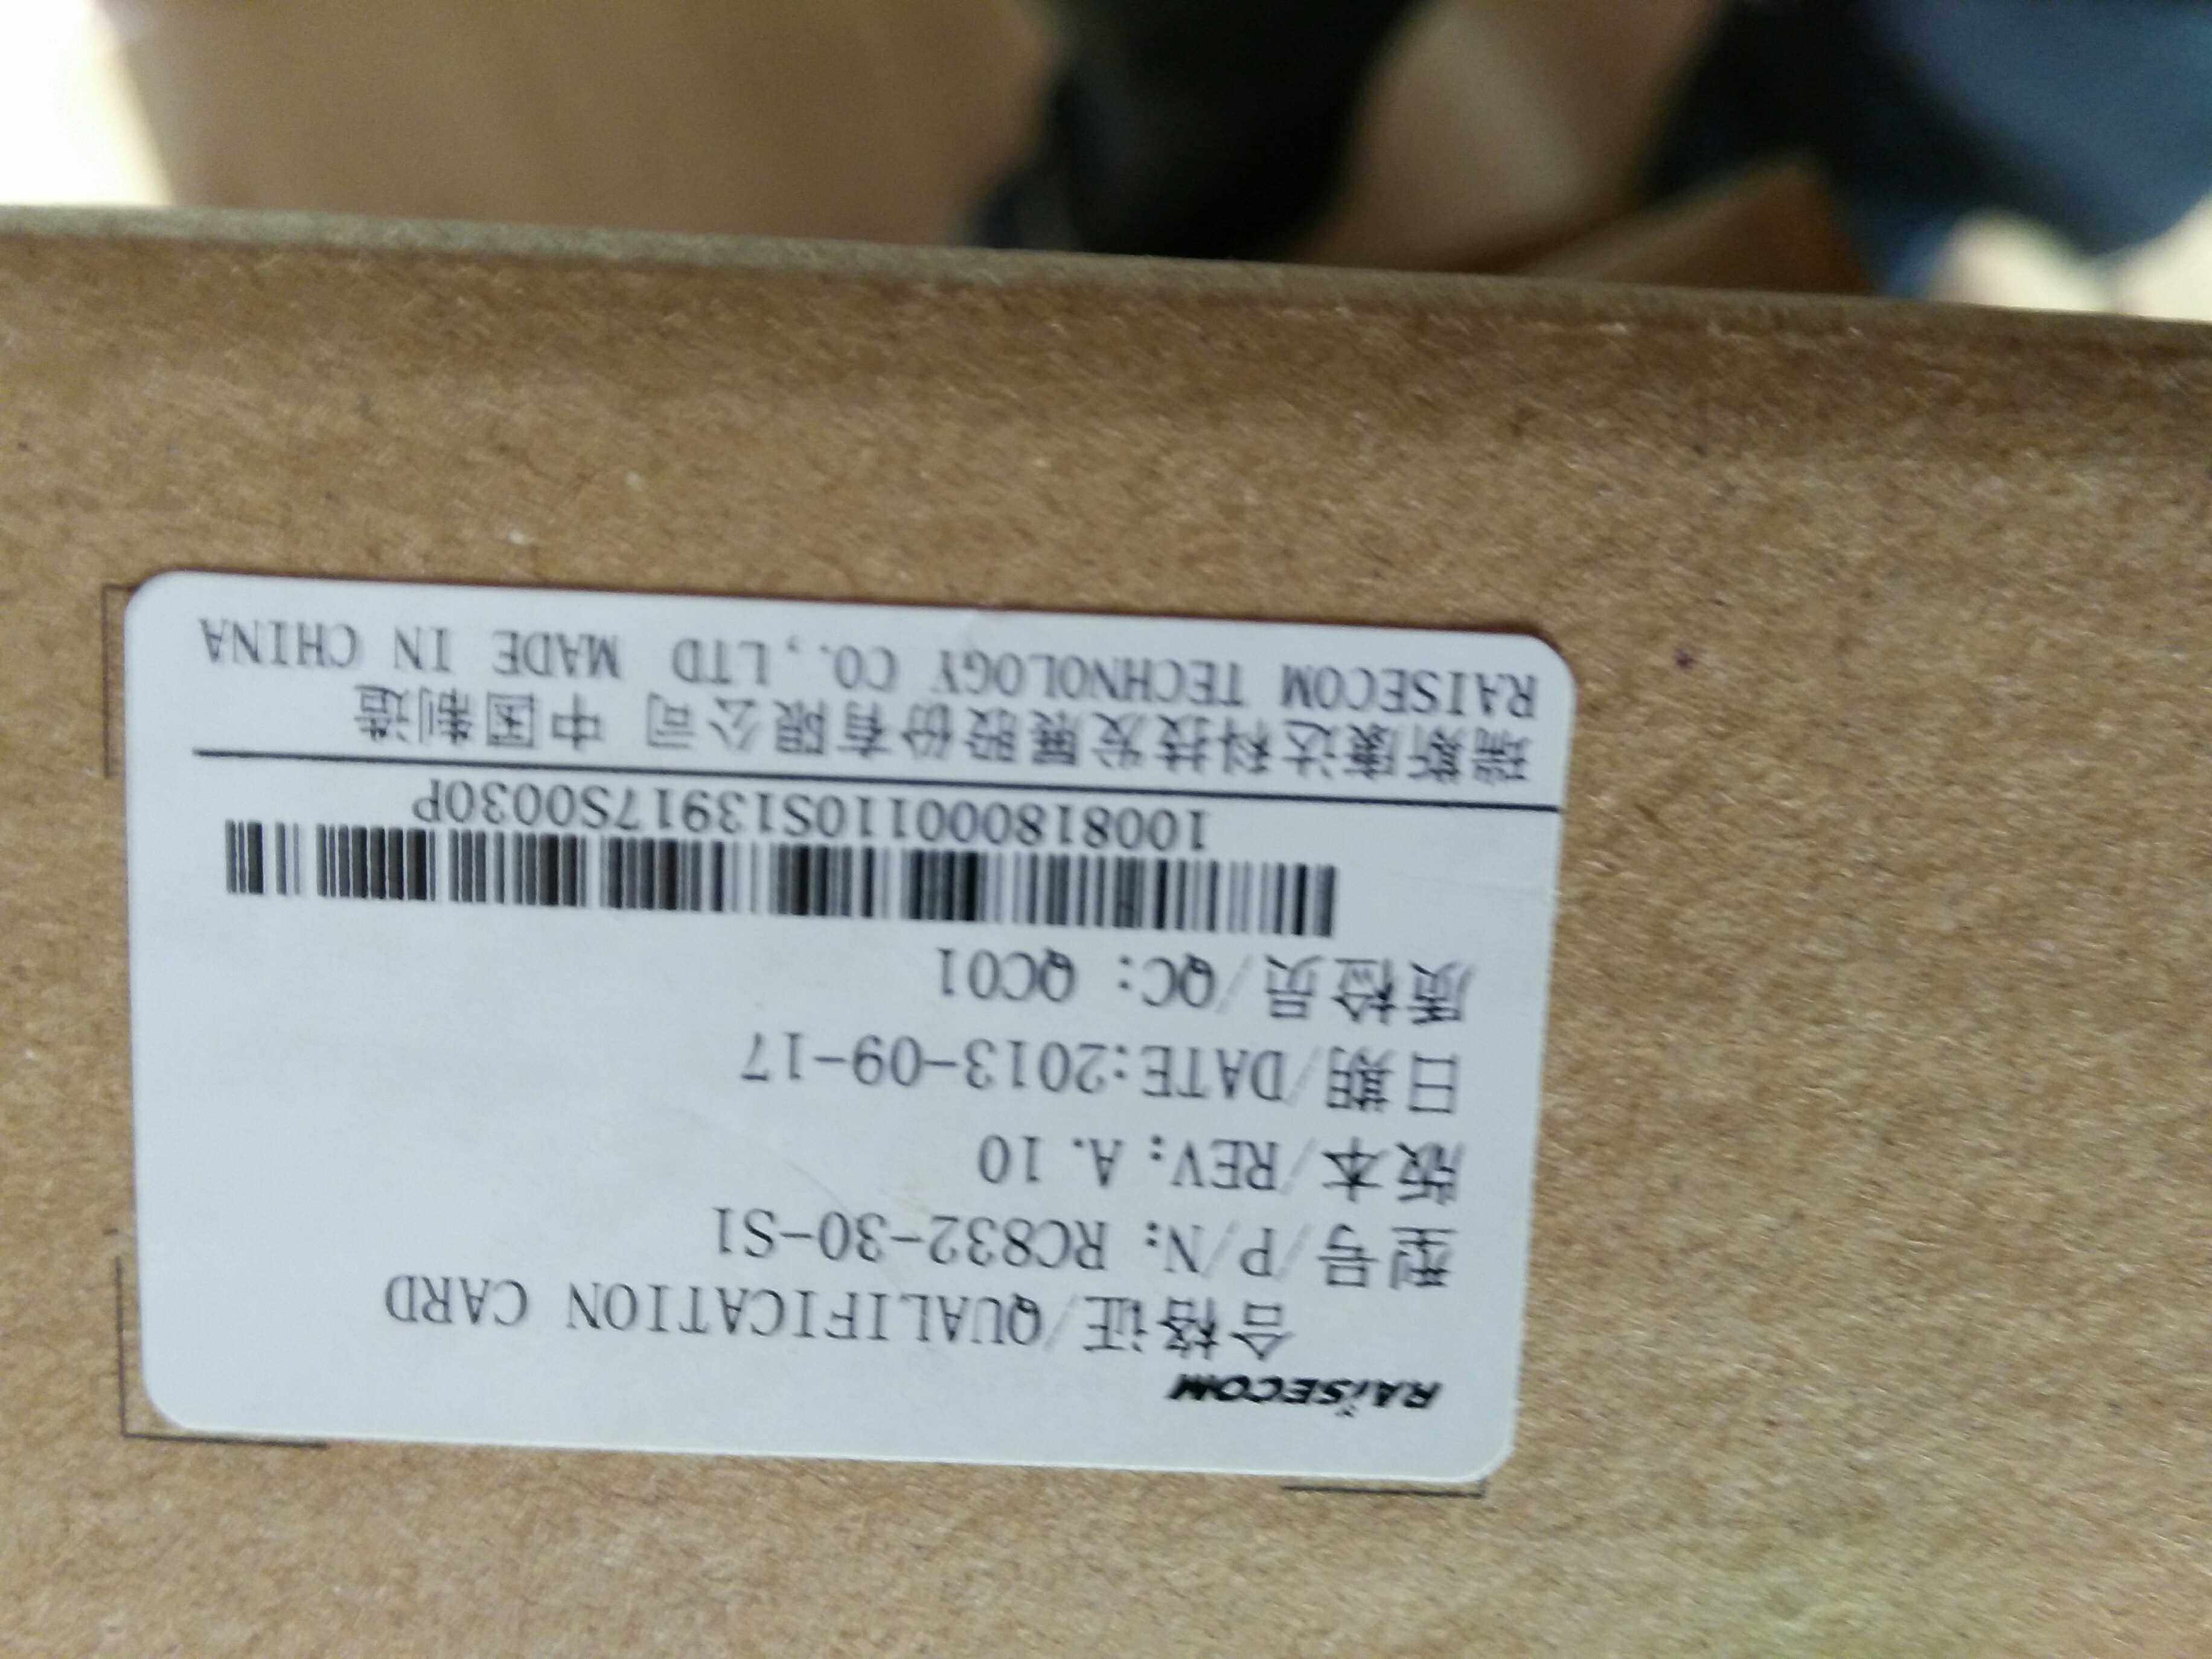 RAISECOM
合格证/QUALIFICATION CARD
型号/P/N: RC832-30-S1
版本/REV: A.10
日期/DATE:2013-09-17
质检员/QC: QC01
100818000110S13917S0030P
瑞斯康达科技发展股份有限公司 中国制造
RAISECOM TECHNOLOGY CO.,LTD MADE IN CHINA